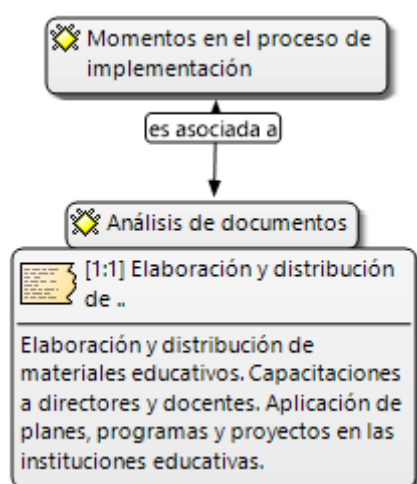 Momentos en el proceso de
implementación
es asociada a
Análisis de documentos
[1:1] Elaboración y distribución
de ..
Elaboración y distribución de
materiales educativos. Capacitaciones
a directores y docentes. Aplicación de
planes, programas y proyectos en las
instituciones educativas.